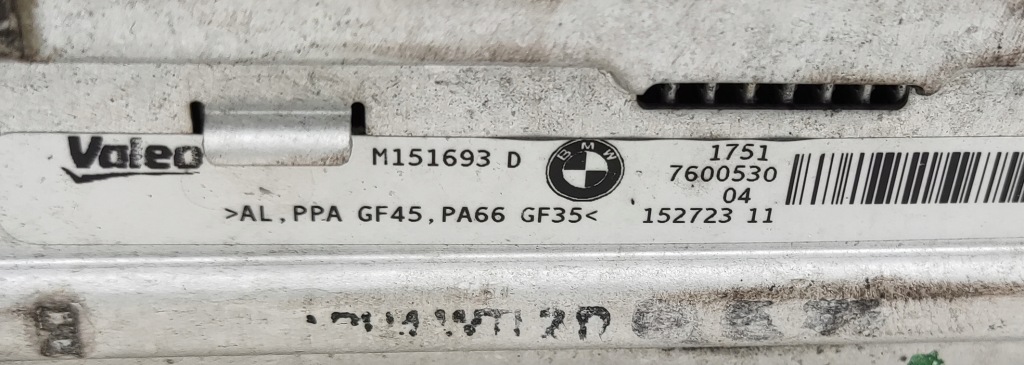 Valeo
M151693 D
BMW
1751
7600530
04
>AL,PPA GF45,PA66 GF35<
152723 11